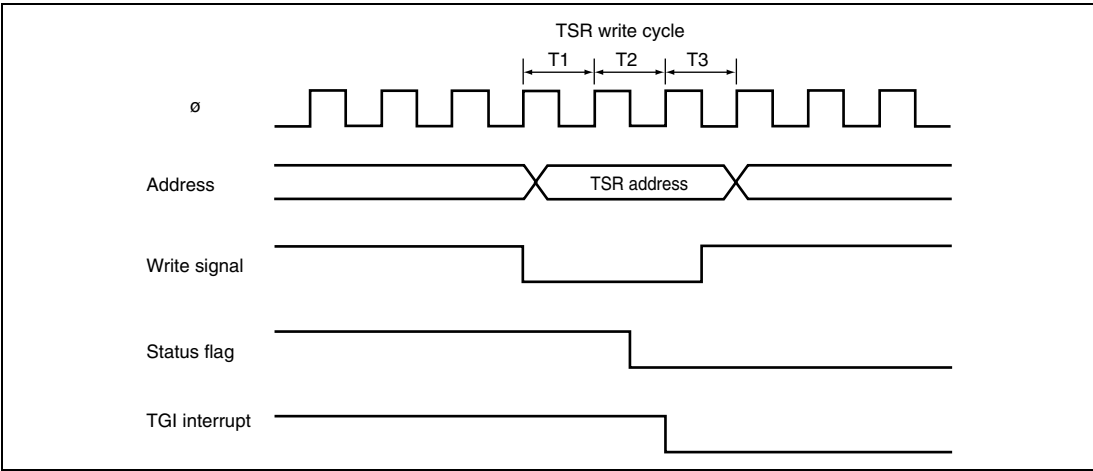 TSR write cycle
T1 T2 T3
ø
Address
TSR address
Write signal
Status flag
TGI interrupt